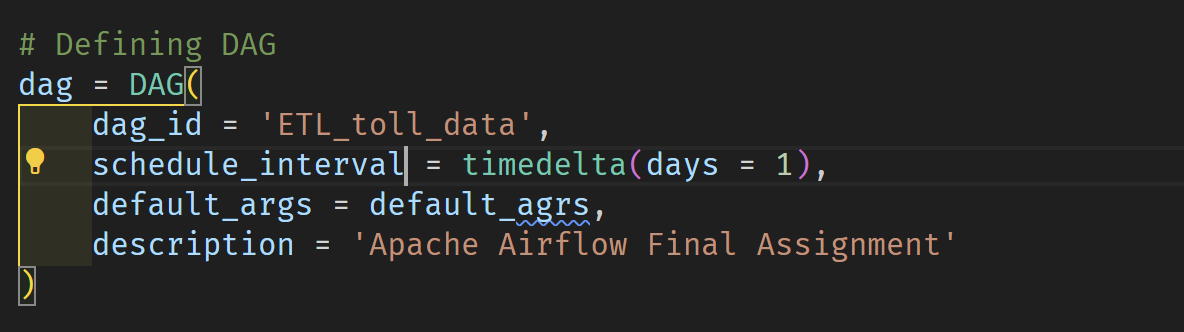 # Defining DAG
dag = DAG(
    dag_id = 'ETL_toll_data',
    schedule_interval = timedelta(days = 1),
    default_args = default_agrs,
    description = 'Apache Airflow Final Assignment'
)